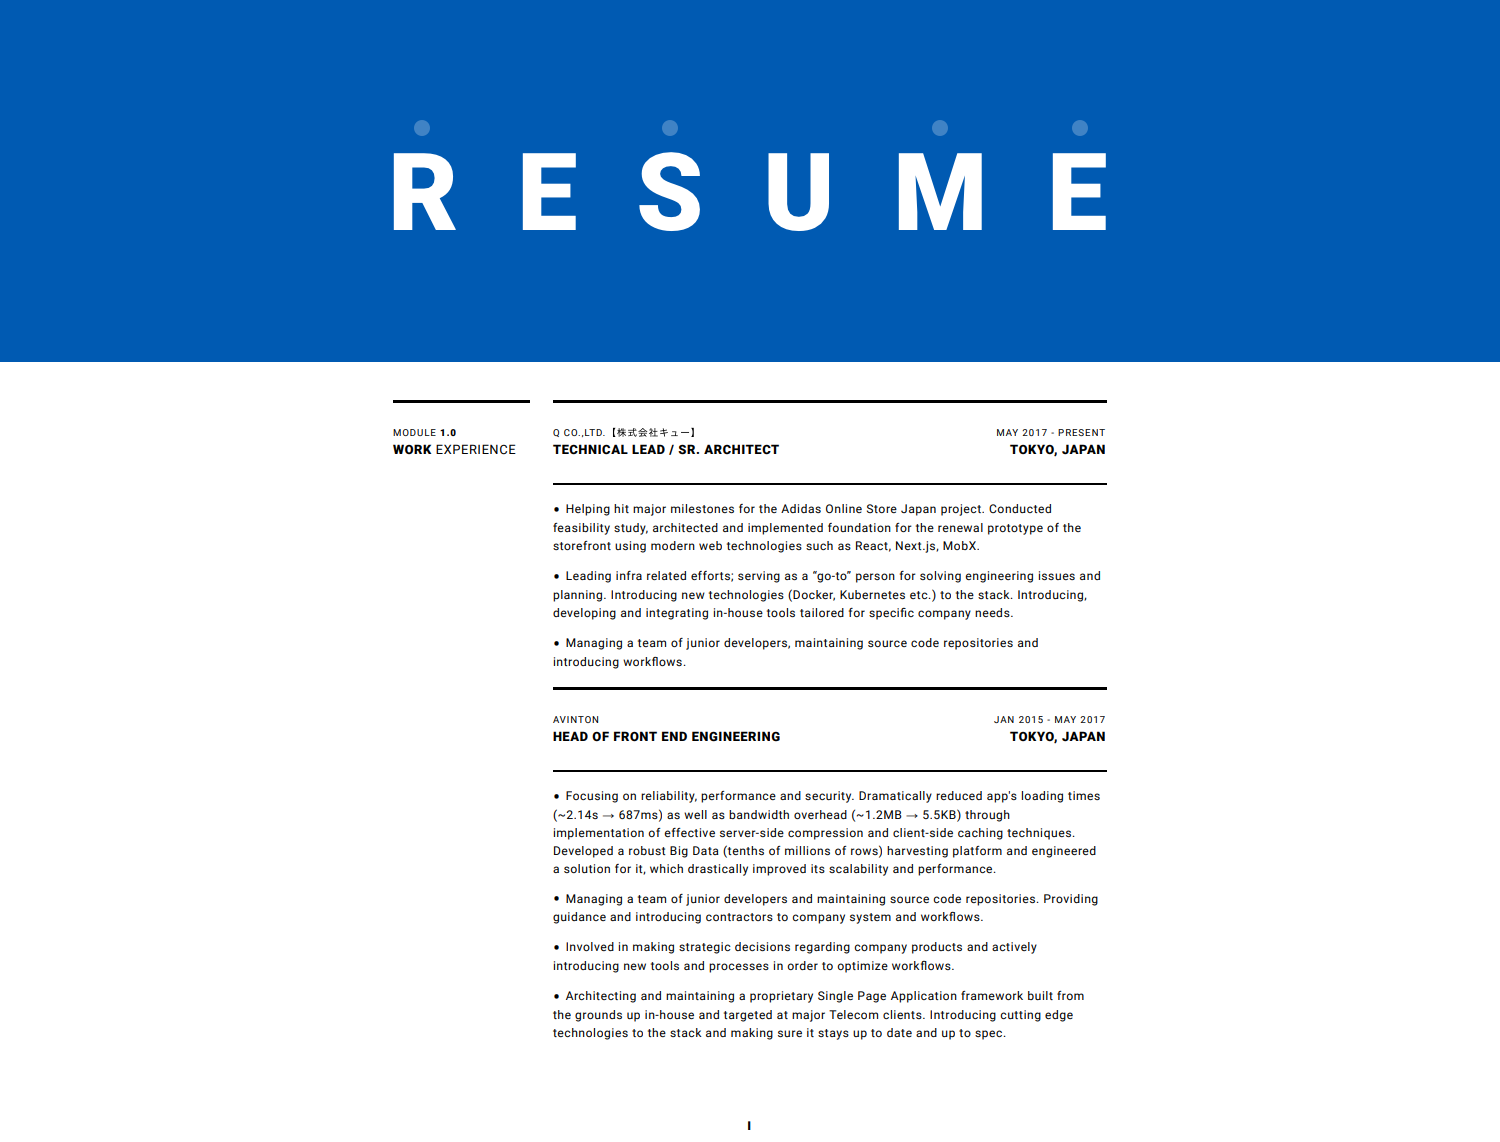 RESUME
MODULE 1.0
WORK EXPERIENCE
Q CO.,LTD.【株式会社キュー】
MAY 2017 - PRESENT
TECHNICAL LEAD / SR. ARCHITECT
TOKYO, JAPAN
• Helping hit major milestones for the Adidas Online Store Japan project. Conducted
feasibility study, architected and implemented foundation for the renewal prototype of the
storefront using modern web technologies such as React, Next.js, MobX.
• Leading infra related efforts; serving as a “go-to” person for solving engineering issues and
planning. Introducing new technologies (Docker, Kubernetes etc.) to the stack. Introducing,
developing and integrating in-house tools tailored for specific company needs.
• Managing a team of junior developers, maintaining source code repositories and
introducing workflows.
AVINTON
JAN 2015 - MAY 2017
HEAD OF FRONT END ENGINEERING
TOKYO, JAPAN
• Focusing on reliability, performance and security. Dramatically reduced app's loading times
(~2.14s → 687ms) as well as bandwidth overhead (~1.2MB → 5.5KB) through
implementation of effective server-side compression and client-side caching techniques.
Developed a robust Big Data (tenths of millions of rows) harvesting platform and engineered
a solution for it, which drastically improved its scalability and performance.
• Managing a team of junior developers and maintaining source code repositories. Providing
guidance and introducing contractors to company system and workflows.
• Involved in making strategic decisions regarding company products and actively
introducing new tools and processes in order to optimize workflows.
• Architecting and maintaining a proprietary Single Page Application framework built from
the grounds up in-house and targeted at major Telecom clients. Introducing cutting edge
technologies to the stack and making sure it stays up to date and up to spec.